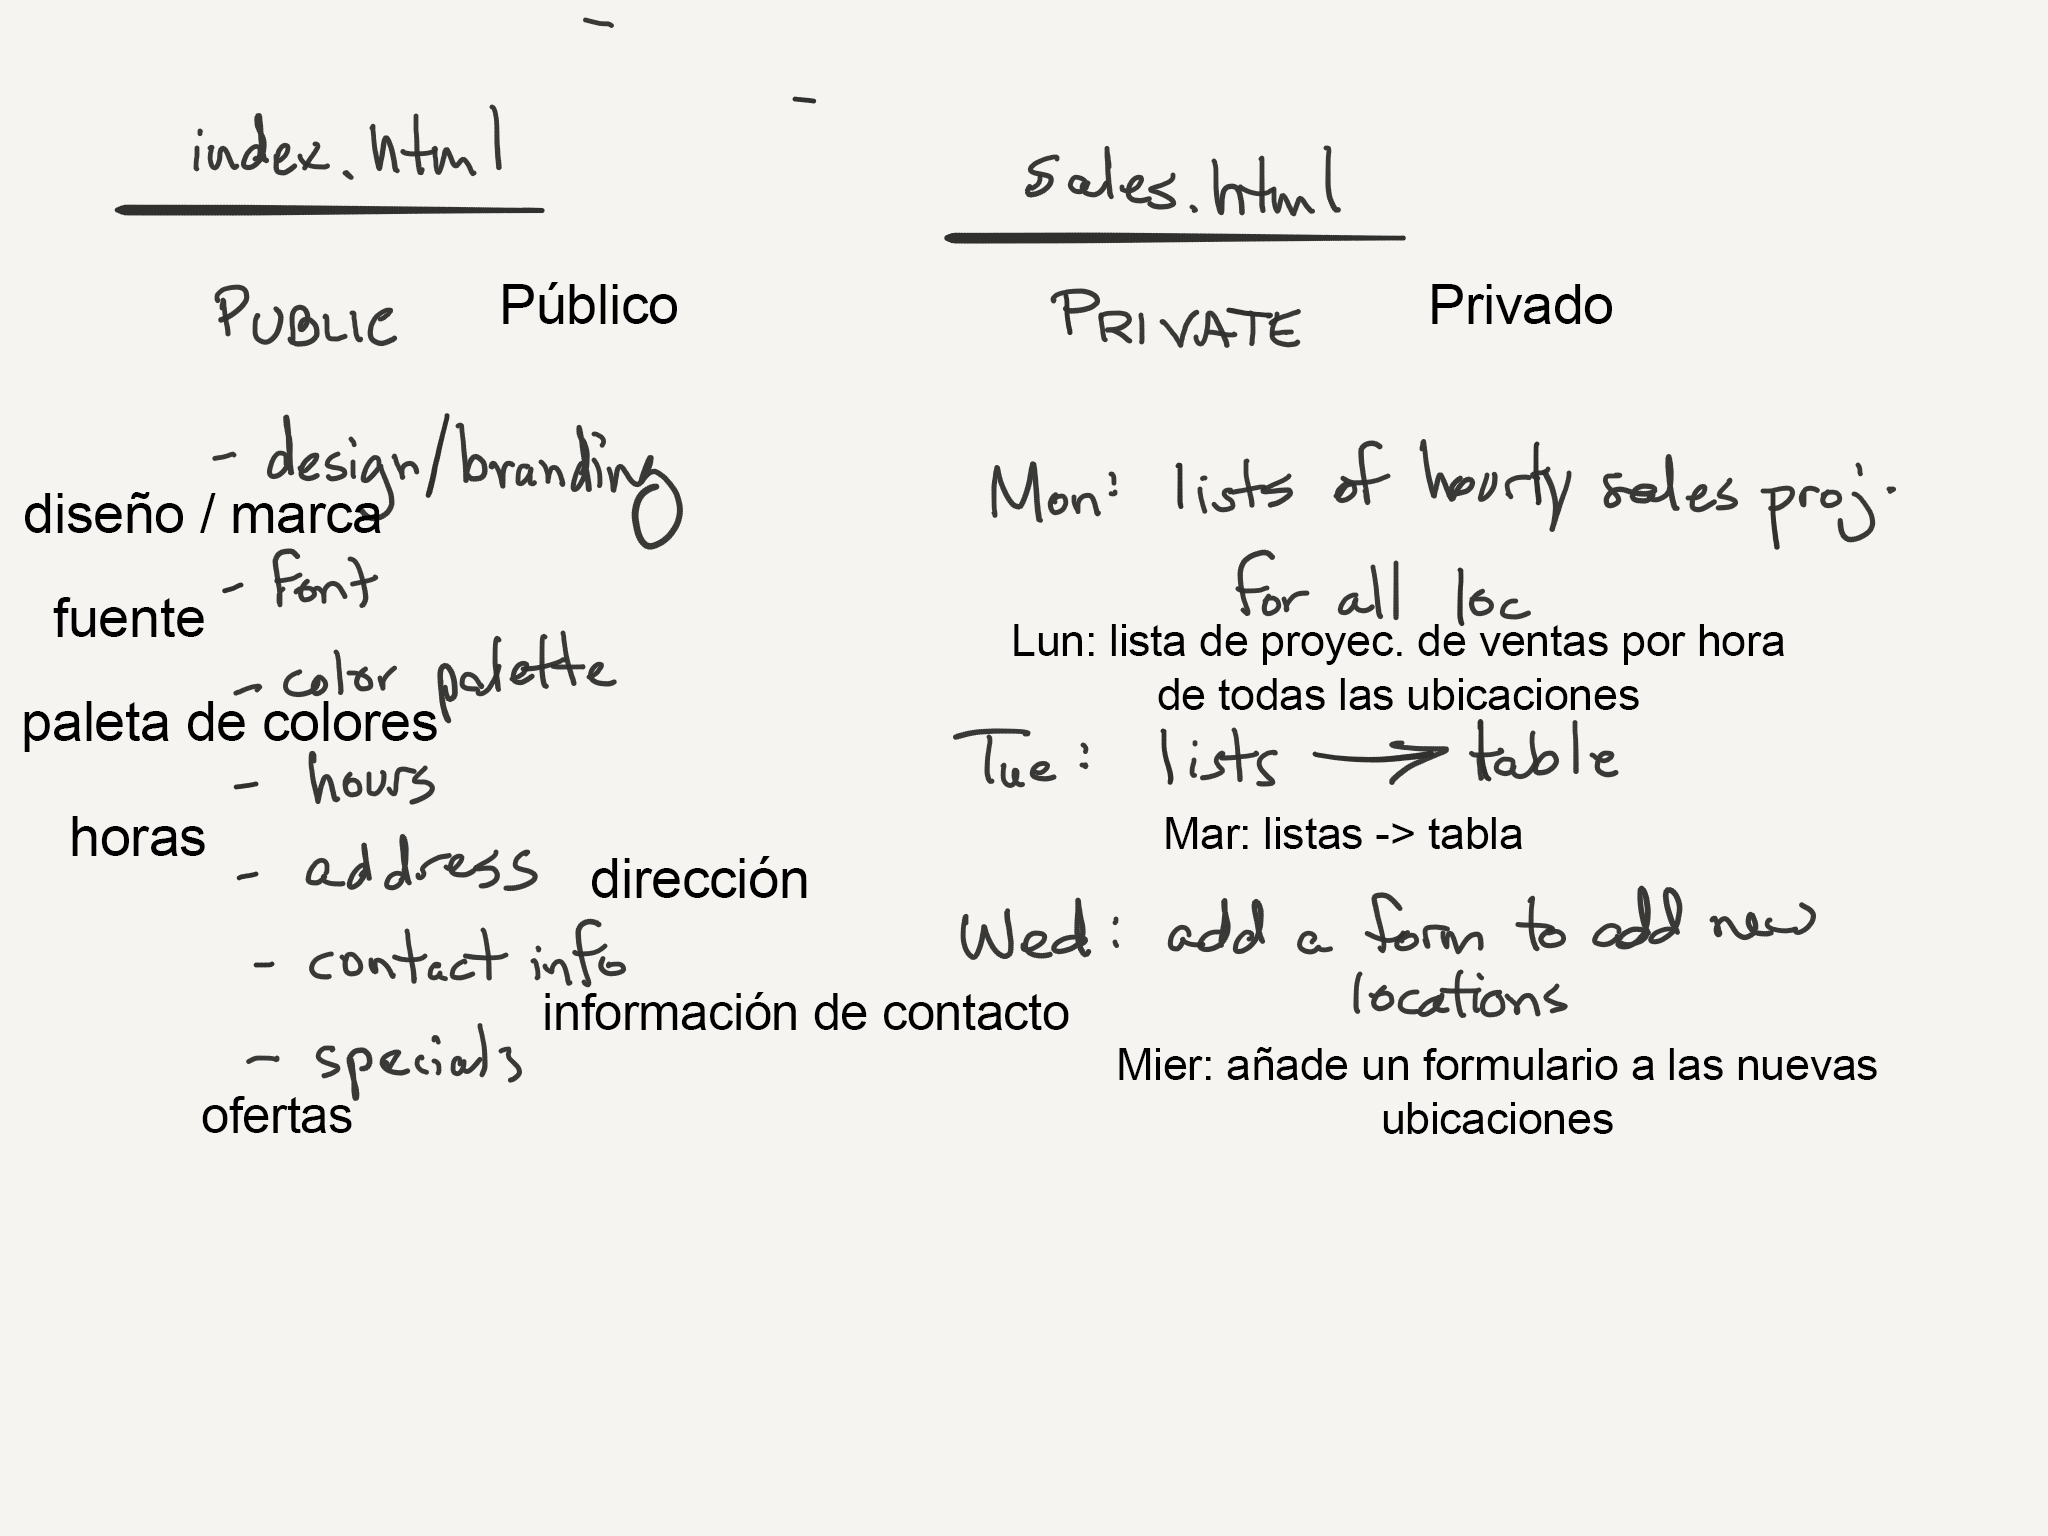 index.html
PUBLIC Público
- design/branding
diseño / marca
- font
fuente
- color palette
paleta de colores
- hours
horas
- address dirección
- contact info
información de contacto
- specials
ofertas
sales.html
PRIVATE Privado
Mon: lists of hourly sales proj.
for all loc
Lun: lista de proyec. de ventas por hora
de todas las ubicaciones
Tue: lists → table
Mar: listas -> tabla
Wed: add a form to add new
locations
Mier: añade un formulario a las nuevas
ubicaciones